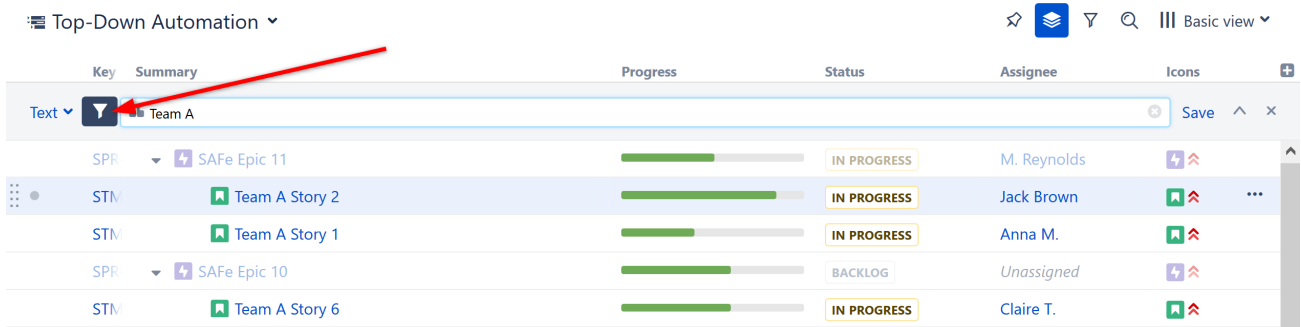 Top-Down Automation
Basic view
Key Summary Progress Status Assignee Icons
Text Team A Save
SPR SAFe Epic 11 IN PROGRESS M. Reynolds
STM Team A Story 2 IN PROGRESS Jack Brown
STM Team A Story 1 IN PROGRESS Anna M.
SPR SAFe Epic 10 BACKLOG Unassigned
STM Team A Story 6 IN PROGRESS Claire T.